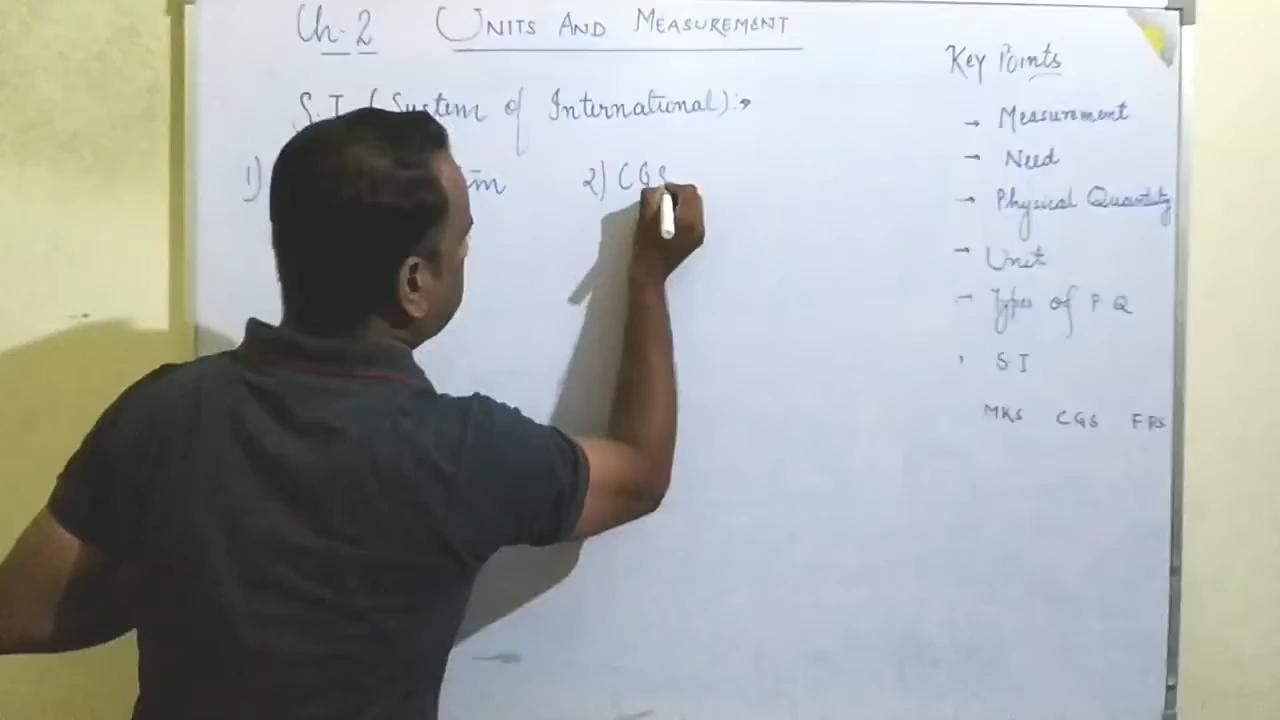 Ch. 2 UNITS AND MEASUREMENT
S.I (System of International) :→
1)
2) CGS
Key Points
→ Measurement
→ Need
→ Physical Quantity
→ Unit
→ Types of P Q
S I
MKS CGS FPS